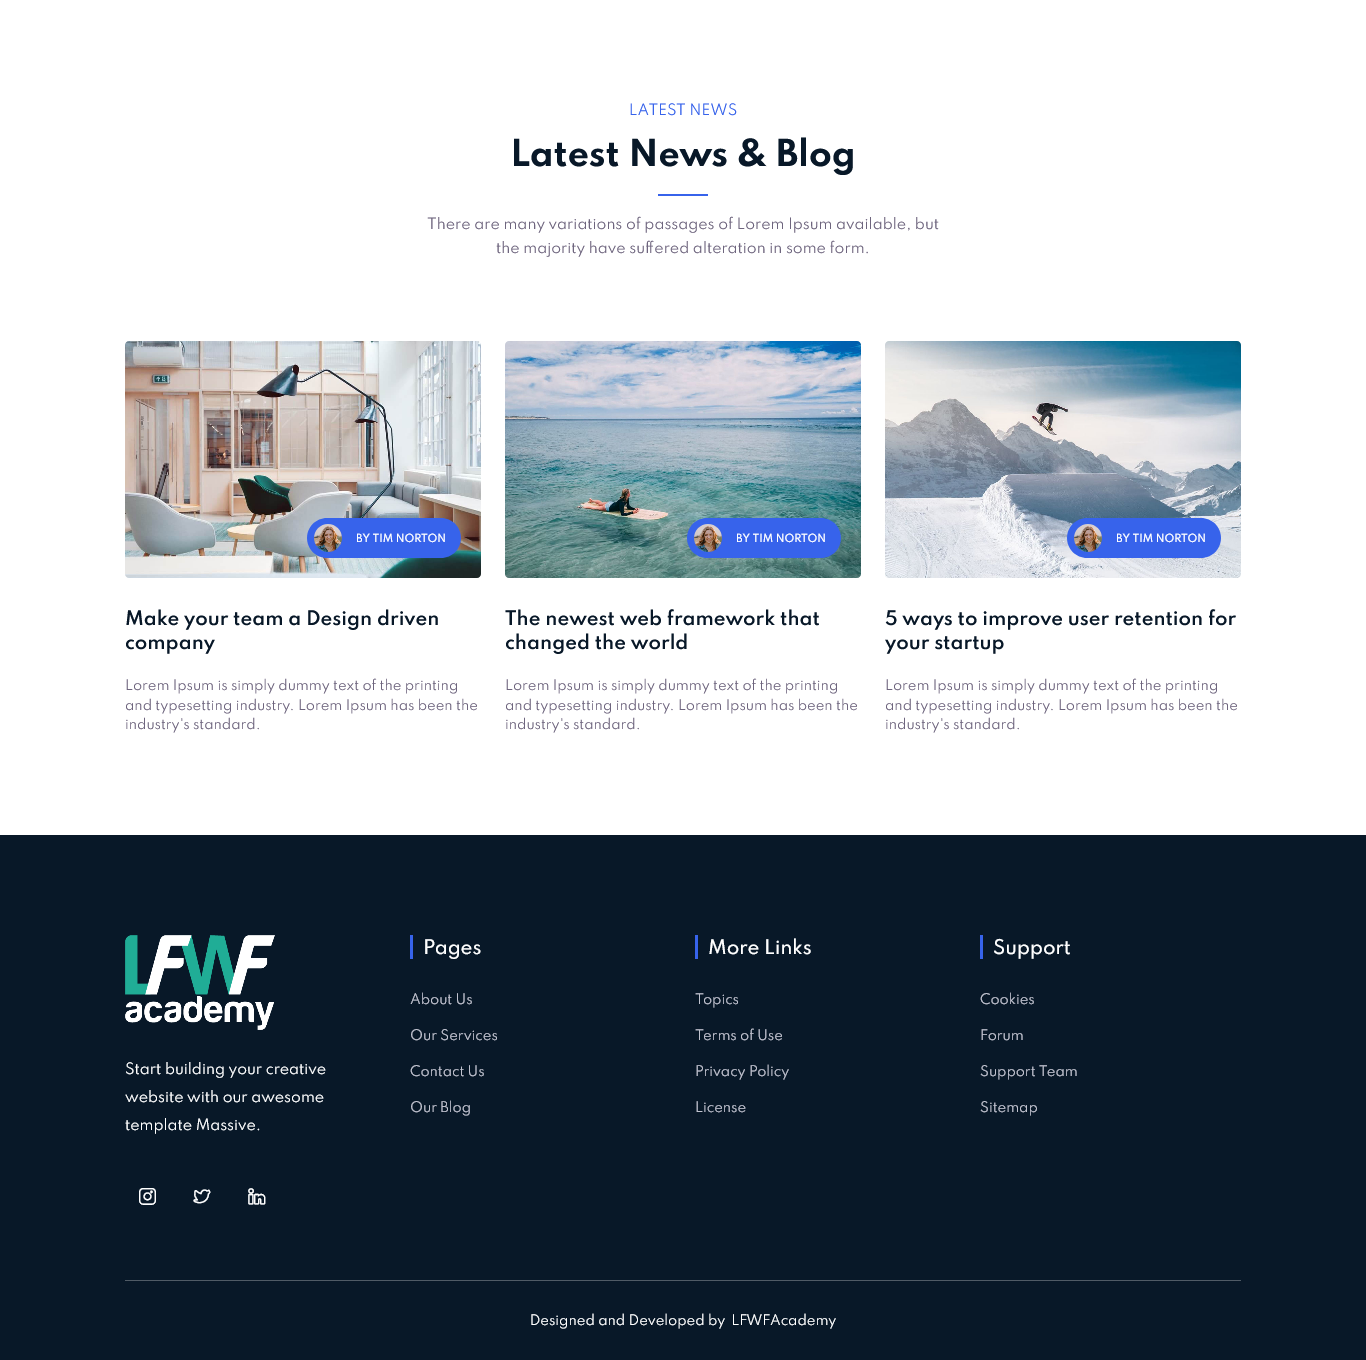 LATEST NEWS
Latest News & Blog
There are many variations of passages of Lorem Ipsum available, but
the majority have suffered alteration in some form.
BY TIM NORTON
BY TIM NORTON
BY TIM NORTON
Make your team a Design driven
company
Lorem Ipsum is simply dummy text of the printing
and typesetting industry. Lorem Ipsum has been the
industry's standard.
The newest web framework that
changed the world
Lorem Ipsum is simply dummy text of the printing
and typesetting industry. Lorem Ipsum has been the
industry's standard.
5 ways to improve user retention for
your startup
Lorem Ipsum is simply dummy text of the printing
and typesetting industry. Lorem Ipsum has been the
industry's standard.
LFWF
academy
Start building your creative
website with our awesome
template Massive.
Pages
About Us
Our Services
Contact Us
Our Blog
More Links
Topics
Terms of Use
Privacy Policy
License
Support
Cookies
Forum
Support Team
Sitemap
Designed and Developed by LFWFAcademy